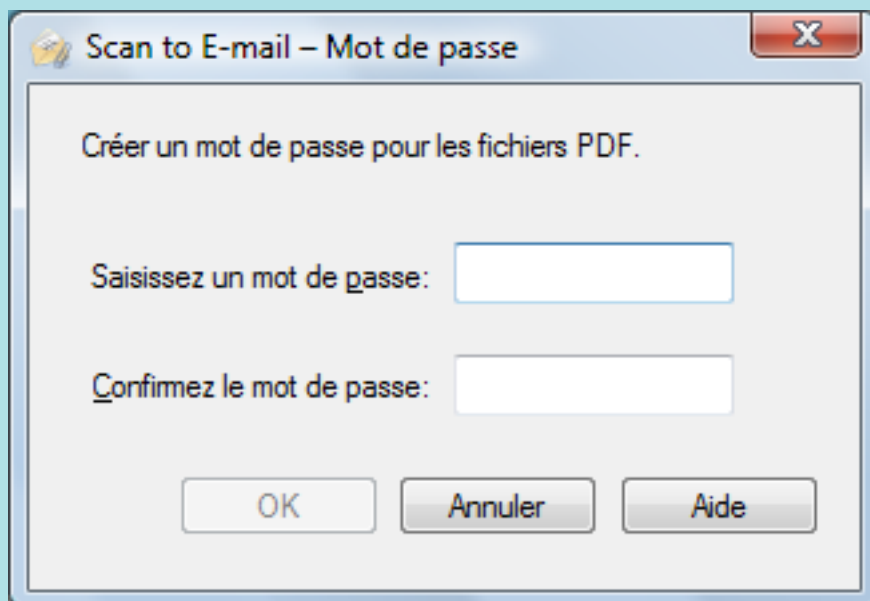 Scan to E-mail – Mot de passe
Créer un mot de passe pour les fichiers PDF.
Saisissez un mot de passe:
Confirmez le mot de passe:
OK Annuler Aide